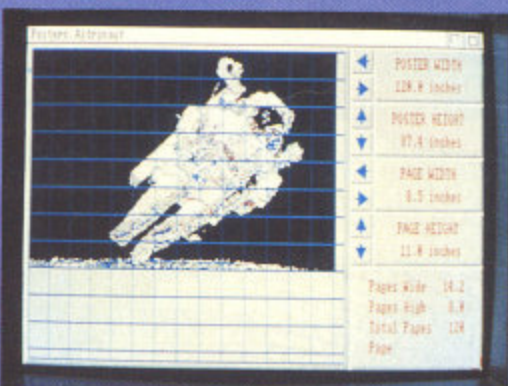 Poster: Astronaut
POSTER WIDTH
120.0 inches
POSTER HEIGHT
87.4 inches
PAGE WIDTH
8.5 inches
PAGE HEIGHT
11.0 inches
Pages Wide
Pages High
Total Pages
Page